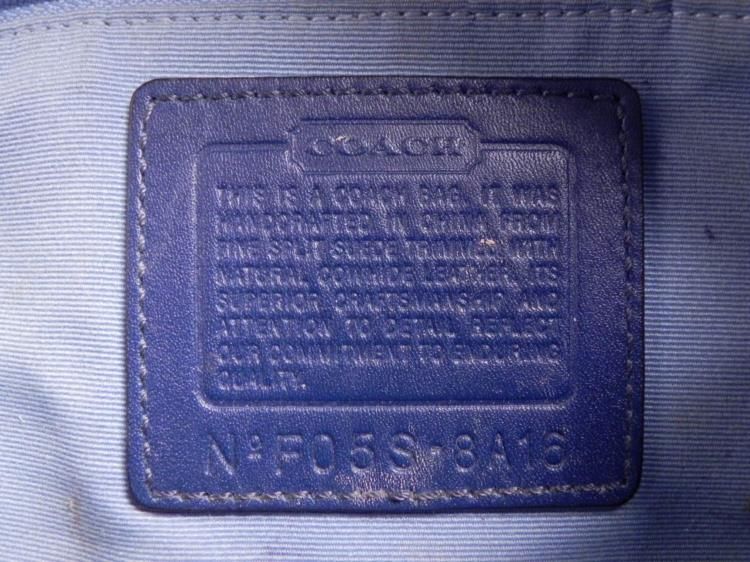 COACH
THIS IS A COACH BAG. IT WAS
HANDCRAFTED IN CHINA FROM
FINE SPLIT SUEDE TRIMMED WITH
NATURAL COWHIDE LEATHER. ITS
SUPERIOR CRAFTSMANSHIP AND
ATTENTION TO DETAIL REFLECT
OUR COMMITMENT TO ENDURING
QUALITY.
Nº F05S-8A16